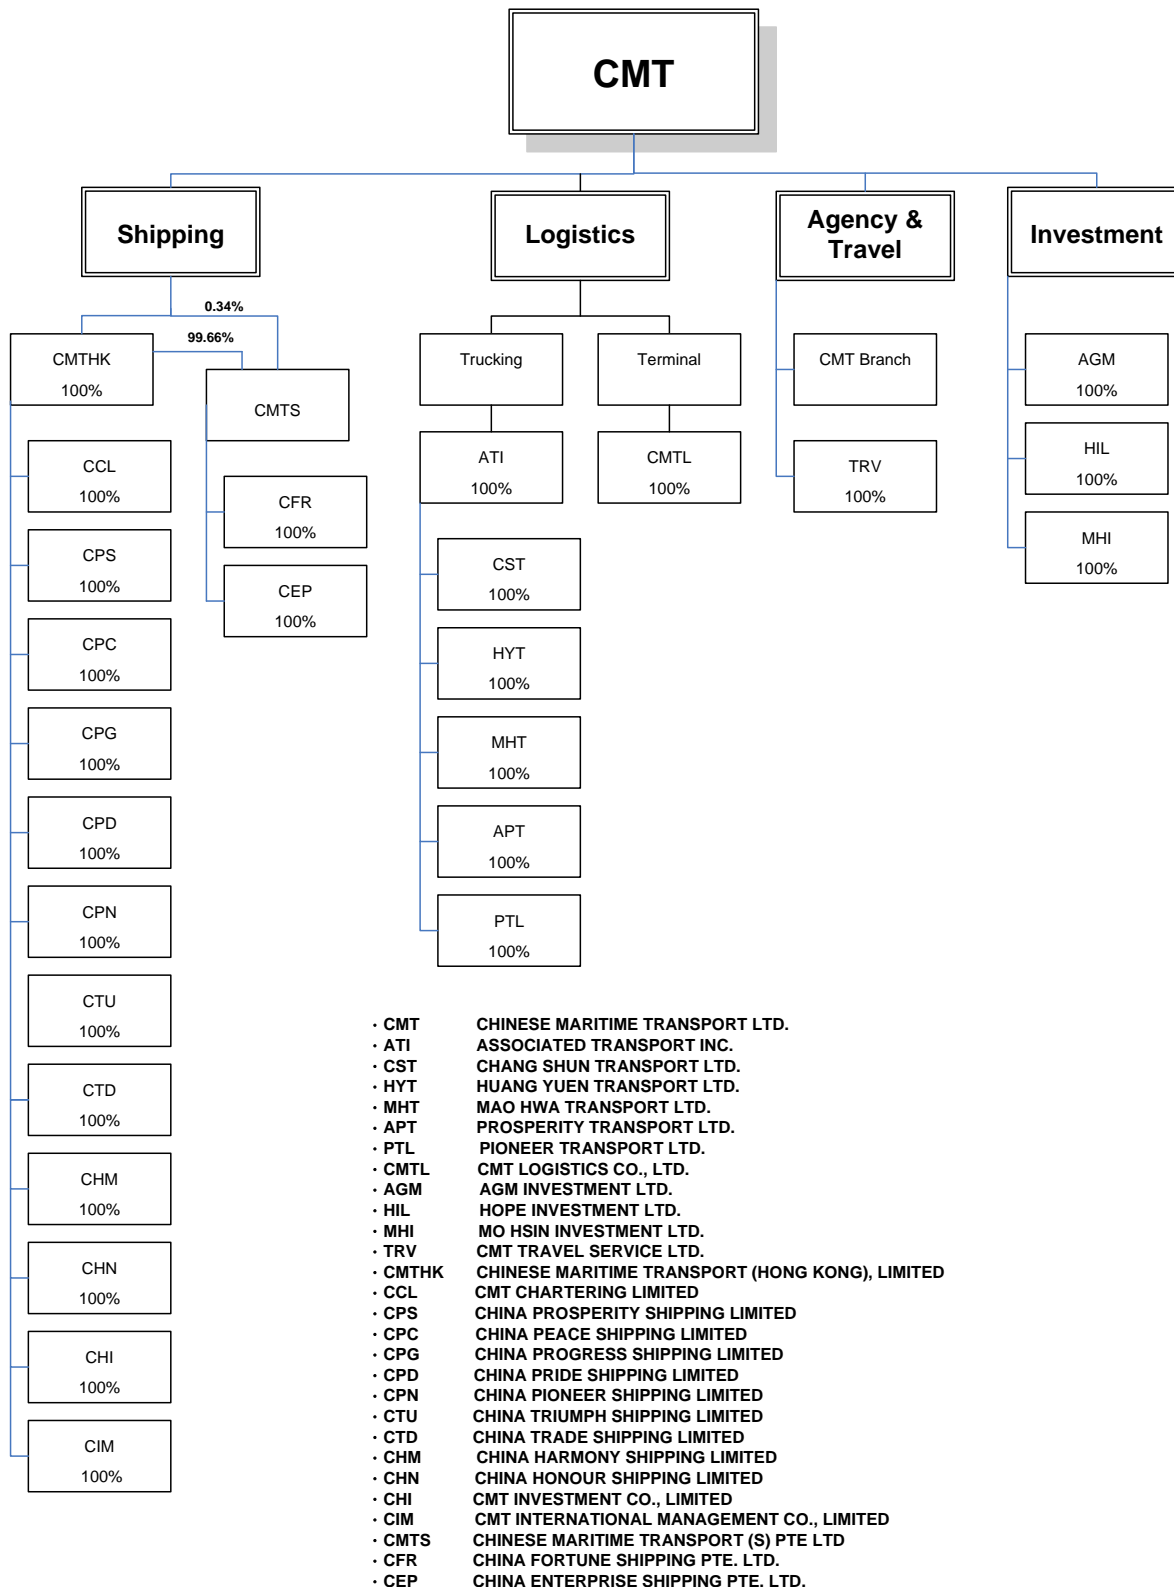 CMT
Shipping
Logistics
Agency &
Travel
Investment
0.34%
99.66%
CMTHK
100%
CMTS
CCL
100%
CPS
100%
CPC
100%
CPG
100%
CPD
100%
CPN
100%
CTU
100%
CTD
100%
CHM
100%
CHN
100%
CHI
100%
CIM
100%
CFR
100%
CEP
100%
Trucking
Terminal
ATI
100%
CMTL
100%
CST
100%
HYT
100%
MHT
100%
APT
100%
PTL
100%
CMT Branch
TRV
100%
AGM
100%
HIL
100%
MHI
100%
· CMT CHINESE MARITIME TRANSPORT LTD.
· ATI ASSOCIATED TRANSPORT INC.
· CST CHANG SHUN TRANSPORT LTD.
· HYT HUANG YUEN TRANSPORT LTD.
· MHT MAO HWA TRANSPORT LTD.
· APT PROSPERITY TRANSPORT LTD.
· PTL PIONEER TRANSPORT LTD.
· CMTL CMT LOGISTICS CO., LTD.
· AGM AGM INVESTMENT LTD.
· HIL HOPE INVESTMENT LTD.
· MHI MO HSIN INVESTMENT LTD.
· TRV CMT TRAVEL SERVICE LTD.
· CMTHK CHINESE MARITIME TRANSPORT (HONG KONG), LIMITED
· CCL CMT CHARTERING LIMITED
· CPS CHINA PROSPERITY SHIPPING LIMITED
· CPC CHINA PEACE SHIPPING LIMITED
· CPG CHINA PROGRESS SHIPPING LIMITED
· CPD CHINA PRIDE SHIPPING LIMITED
· CPN CHINA PIONEER SHIPPING LIMITED
· CTU CHINA TRIUMPH SHIPPING LIMITED
· CTD CHINA TRADE SHIPPING LIMITED
· CHM CHINA HARMONY SHIPPING LIMITED
· CHN CHINA HONOUR SHIPPING LIMITED
· CHI CMT INVESTMENT CO., LIMITED
· CIM CMT INTERNATIONAL MANAGEMENT CO., LIMITED
· CMTS CHINESE MARITIME TRANSPORT (S) PTE LTD
· CFR CHINA FORTUNE SHIPPING PTE. LTD.
· CEP CHINA ENTERPRISE SHIPPING PTE. LTD.